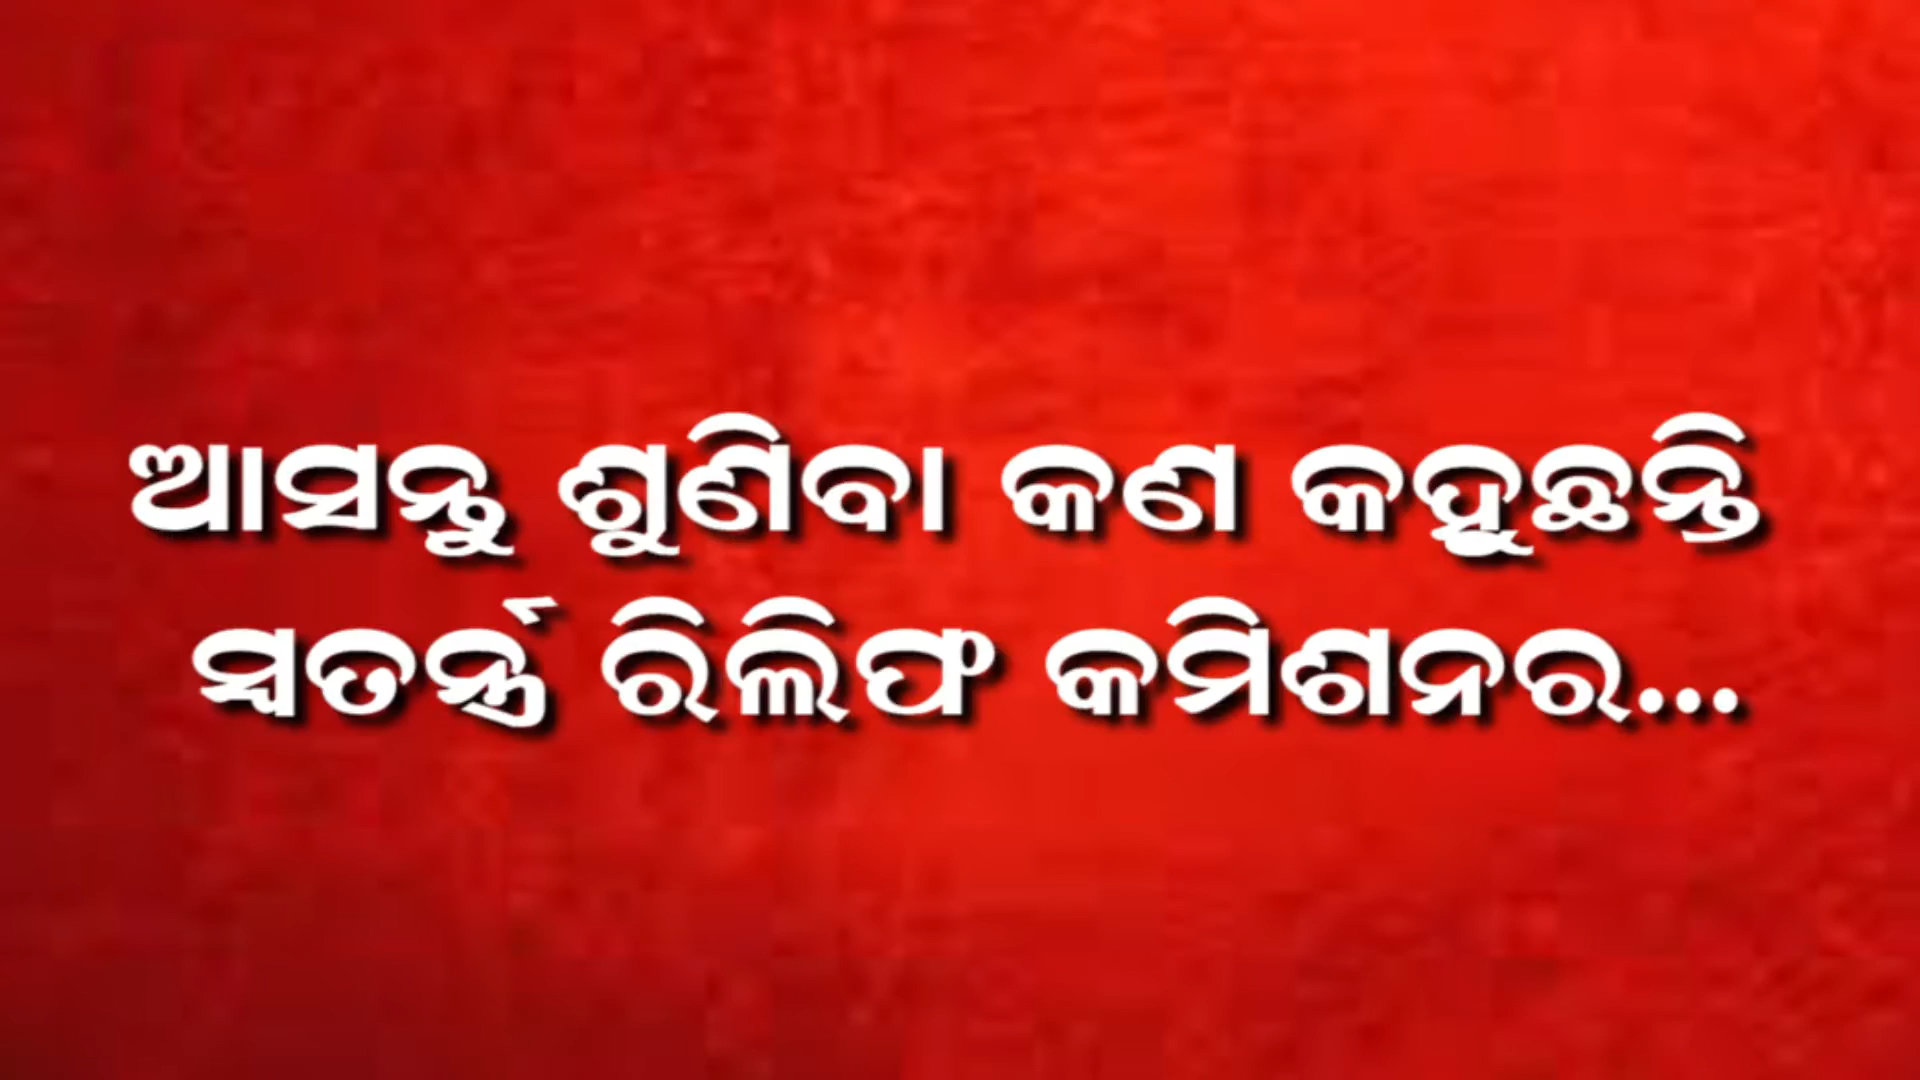 ଆସନ୍ତୁ ଶୁଣିବା କଣ କହୁଛନ୍ତି
ସ୍ୱତନ୍ତ୍ର ରିଲିଫ କମିଶନର...